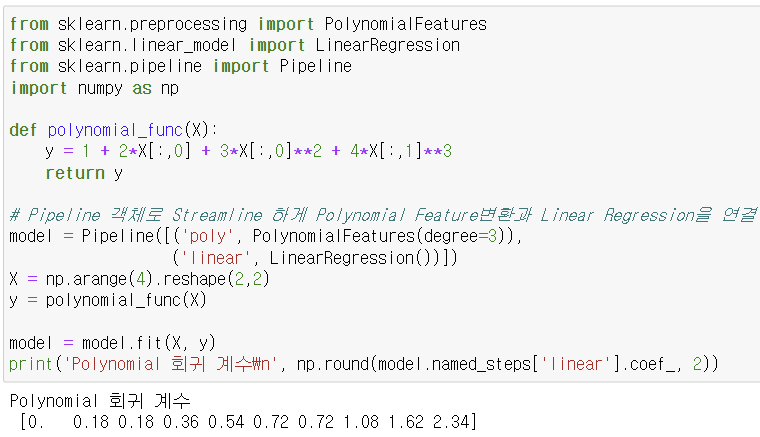 from sklearn.preprocessing import PolynomialFeatures
from sklearn.linear_model import LinearRegression
from sklearn.pipeline import Pipeline
import numpy as np

def polynomial_func(X):
    y = 1 + 2*X[:,0] + 3*X[:,0]**2 + 4*X[:,1]**3
    return y

# Pipeline 객체로 Streamline 하게 Polynomial Feature변환과 Linear Regression을 연결
model = Pipeline([('poly', PolynomialFeatures(degree=3)),
                  ('linear', LinearRegression())])
X = np.arange(4).reshape(2,2)
y = polynomial_func(X)

model = model.fit(X, y)
print('Polynomial 회귀 계수₩n', np.round(model.named_steps['linear'].coef_, 2))
Polynomial 회귀 계수
 [0.   0.18 0.18 0.36 0.54 0.72 0.72 1.08 1.62 2.34]